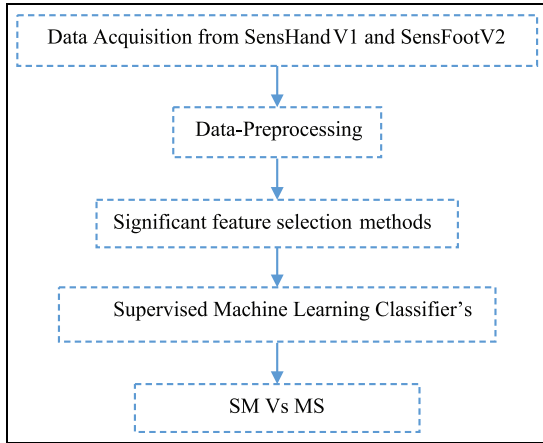 Data Acquisition from SensHand V1 and SensFootV2
Data-Preprocessing
Significant feature selection methods
Supervised Machine Learning Classifier's
SM Vs MS